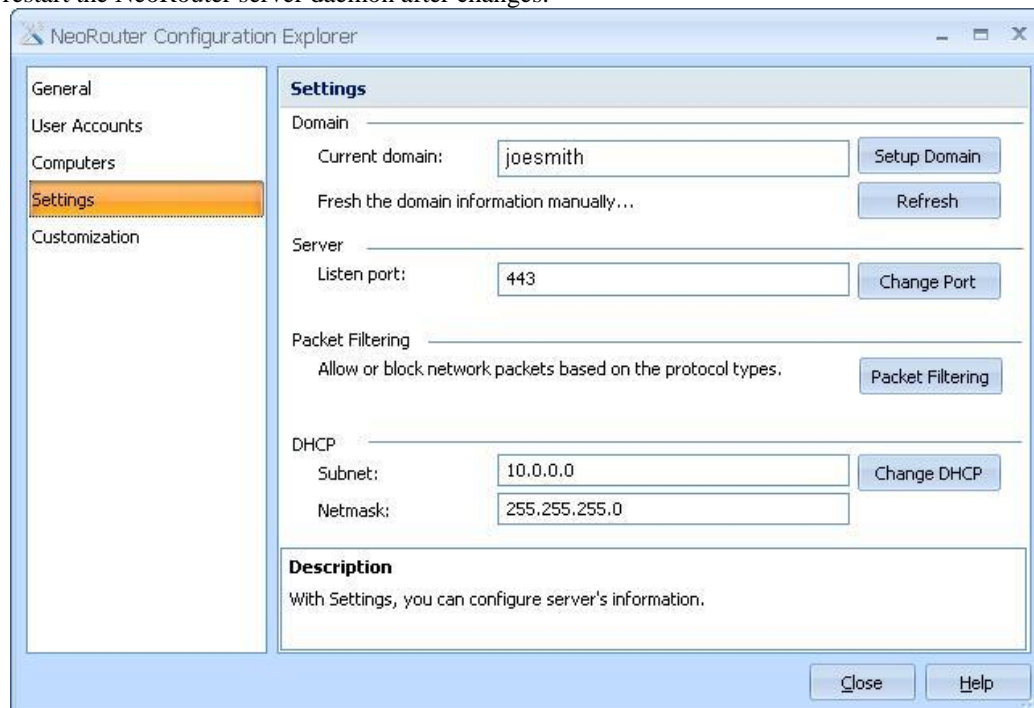 restart the NeoRouter server daemon after changes.
NeoRouter Configuration Explorer
General
User Accounts
Computers
Settings
Customization
Settings
Domain
Current domain: joesmith Setup Domain
Fresh the domain information manually... Refresh
Server
Listen port: 443 Change Port
Packet Filtering
Allow or block network packets based on the protocol types. Packet Filtering
DHCP
Subnet: 10.0.0.0 Change DHCP
Netmask: 255.255.255.0
Description
With Settings, you can configure server's information.
Close Help